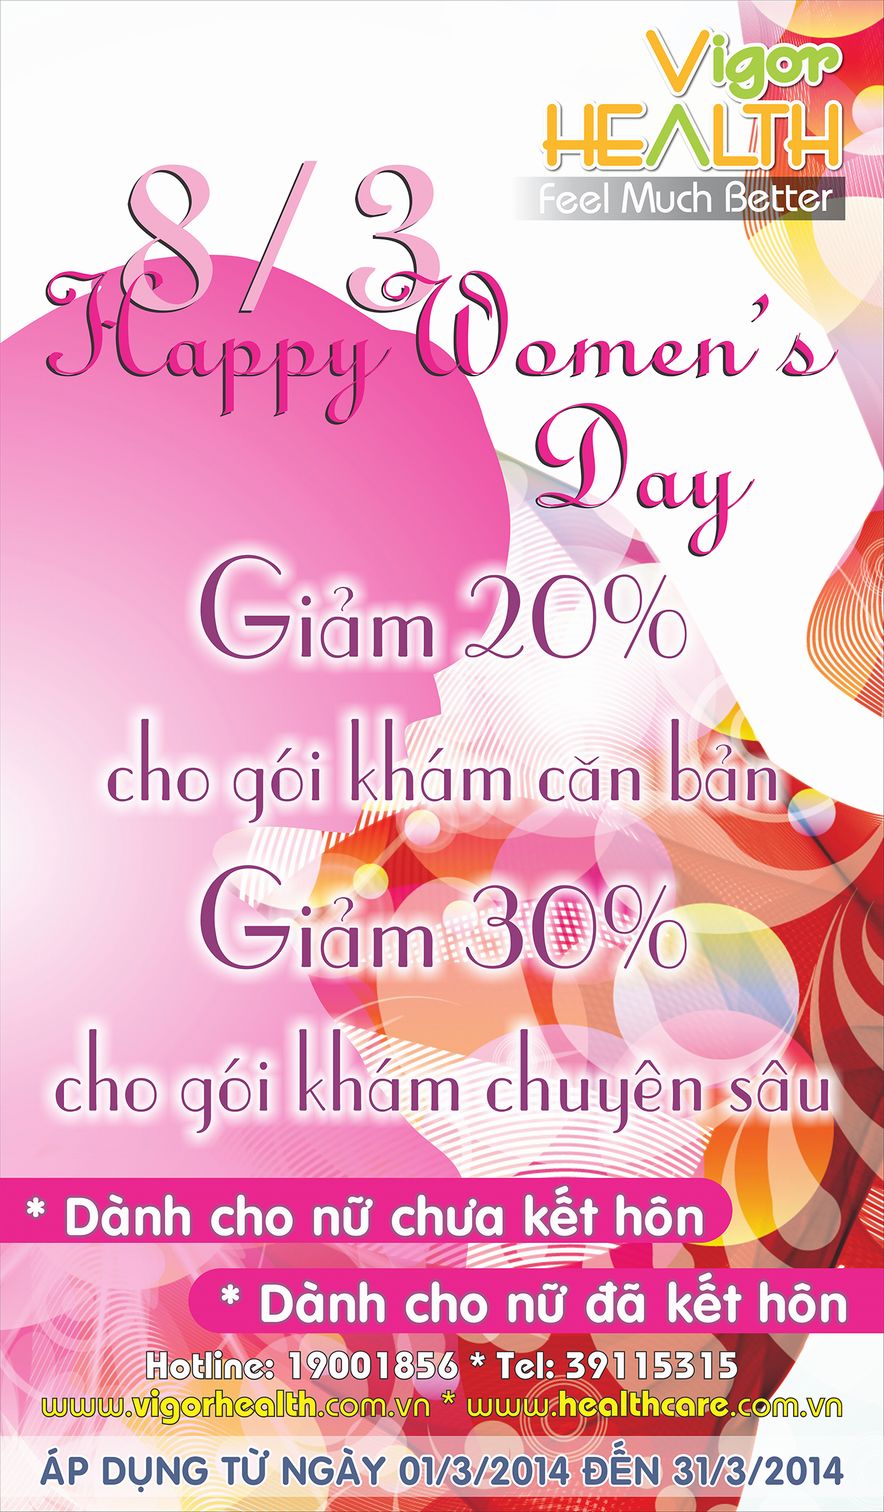 Vigor
HEALTH
Feel Much Better
8/3
Happy Women's
Day
Giảm 20%
cho gói khám căn bản
Giảm 30%
cho gói khám chuyên sâu
* Dành cho nữ chưa kết hôn
* Dành cho nữ đã kết hôn
Hotline: 19001856 * Tel: 39115315
www.vigorhealth.com.vn * www.healthcare.com.vn
ÁP DỤNG TỪ NGÀY 01/3/2014 ĐẾN 31/3/2014